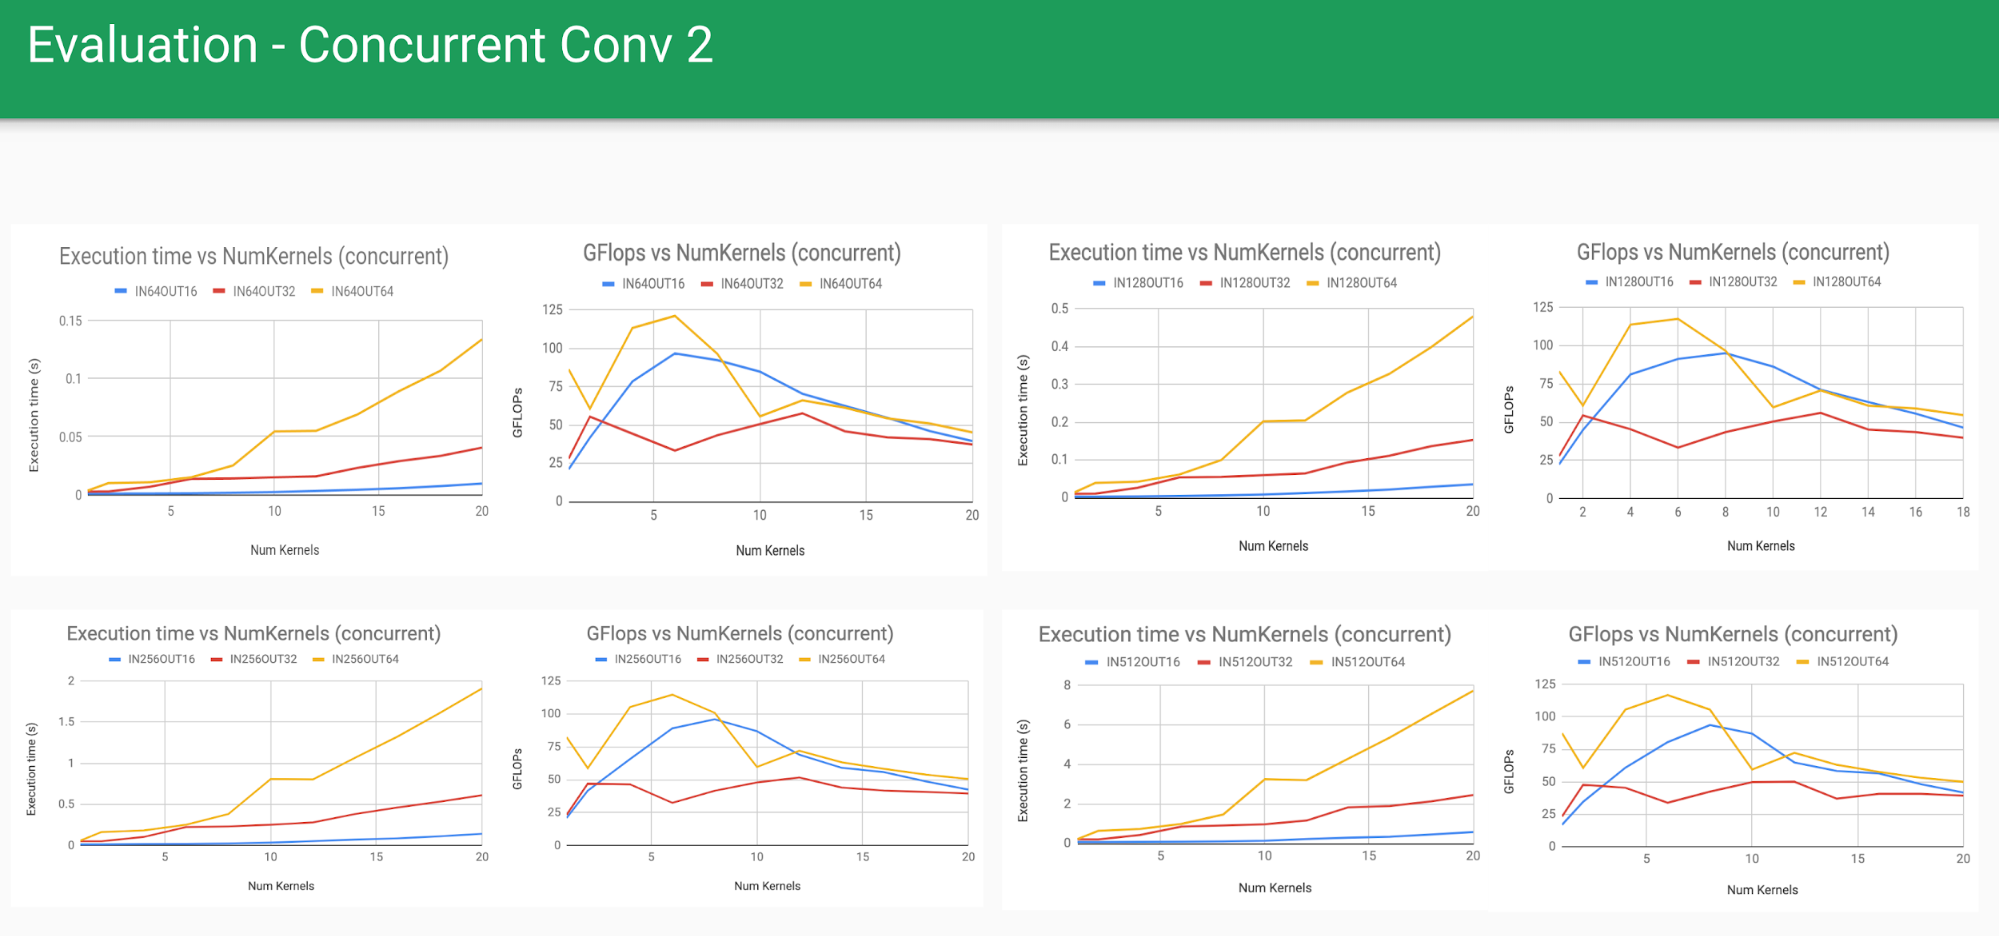 Evaluation - Concurrent Conv 2
Execution time vs NumKernels (concurrent)
IN64OUT16 IN64OUT32 IN64OUT64
Execution time (s)
0.15
0.1
0.05
0
5 10 15 20
Num Kernels
GFlops vs NumKernels (concurrent)
IN64OUT16 IN64OUT32 IN64OUT64
GFLOPs
125
100
75
50
25
0
5 10 15 20
Num Kernels
Execution time vs NumKernels (concurrent)
IN128OUT16 IN128OUT32 IN128OUT64
Execution time (s)
0.5
0.4
0.3
0.2
0.1
0
5 10 15 20
Num Kernels
GFlops vs NumKernels (concurrent)
IN128OUT16 IN128OUT32 IN128OUT64
GFLOPs
125
100
75
50
25
0
2 4 6 8 10 12 14 16 18
Num Kernels
Execution time vs NumKernels (concurrent)
IN256OUT16 IN256OUT32 IN256OUT64
Execution time (s)
2
1.5
1
0.5
0
5 10 15 20
Num Kernels
GFlops vs NumKernels (concurrent)
IN256OUT16 IN256OUT32 IN256OUT64
GFLOPs
125
100
75
50
25
0
5 10 15 20
Num Kernels
Execution time vs NumKernels (concurrent)
IN512OUT16 IN512OUT32 IN512OUT64
Execution time (s)
8
6
4
2
0
5 10 15 20
Num Kernels
GFlops vs NumKernels (concurrent)
IN512OUT16 IN512OUT32 IN512OUT64
GFLOPs
125
100
75
50
25
0
5 10 15 20
Num Kernels